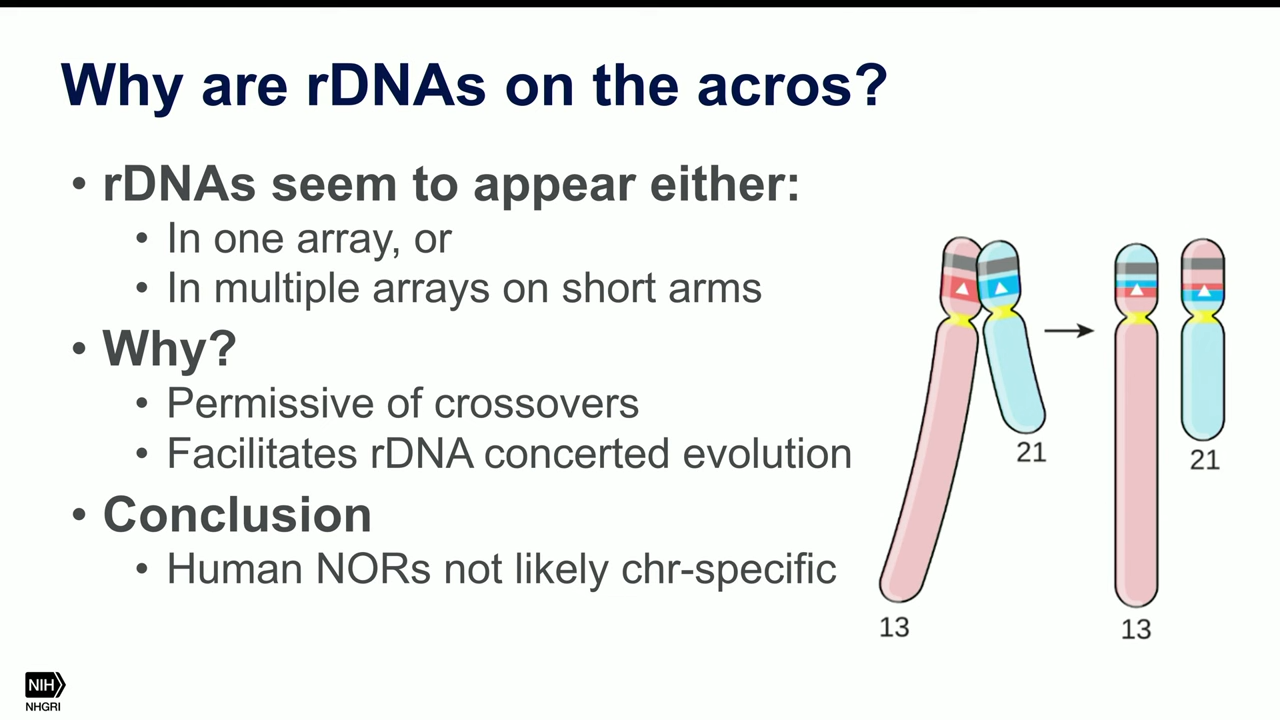 Why are rDNAs on the acros?
• rDNAs seem to appear either:
• In one array, or
• In multiple arrays on short arms
• Why?
• Permissive of crossovers
• Facilitates rDNA concerted evolution
• Conclusion
• Human NORs not likely chr-specific
21
21
13
13
NIH
NHGRI